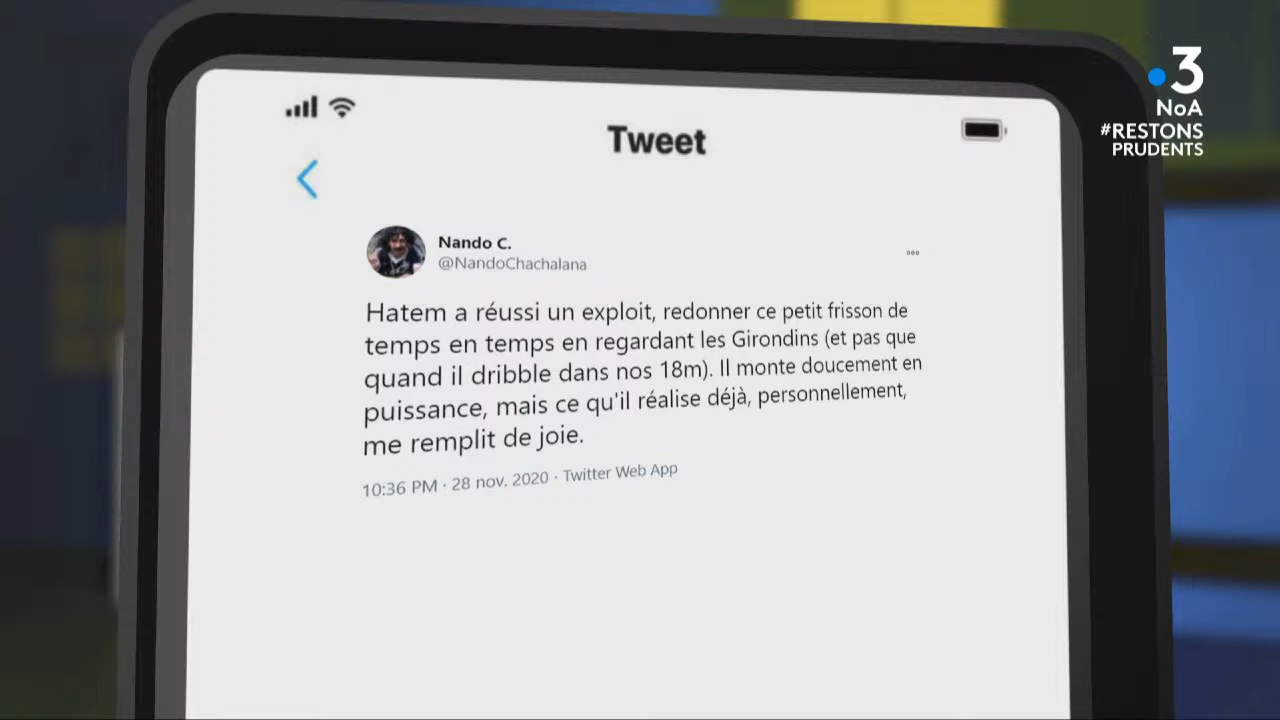 3
NoA
#RESTONS
PRUDENTS
Tweet
Nando C.
@NandoChachalana
Hatem a réussi un exploit, redonner ce petit frisson de
temps en temps en regardant les Girondins (et pas que
quand il dribble dans nos 18m). Il monte doucement en
puissance, mais ce qu'il réalise déjà, personnellement,
me remplit de joie.
10:36 PM · 28 nov. 2020 · Twitter Web App